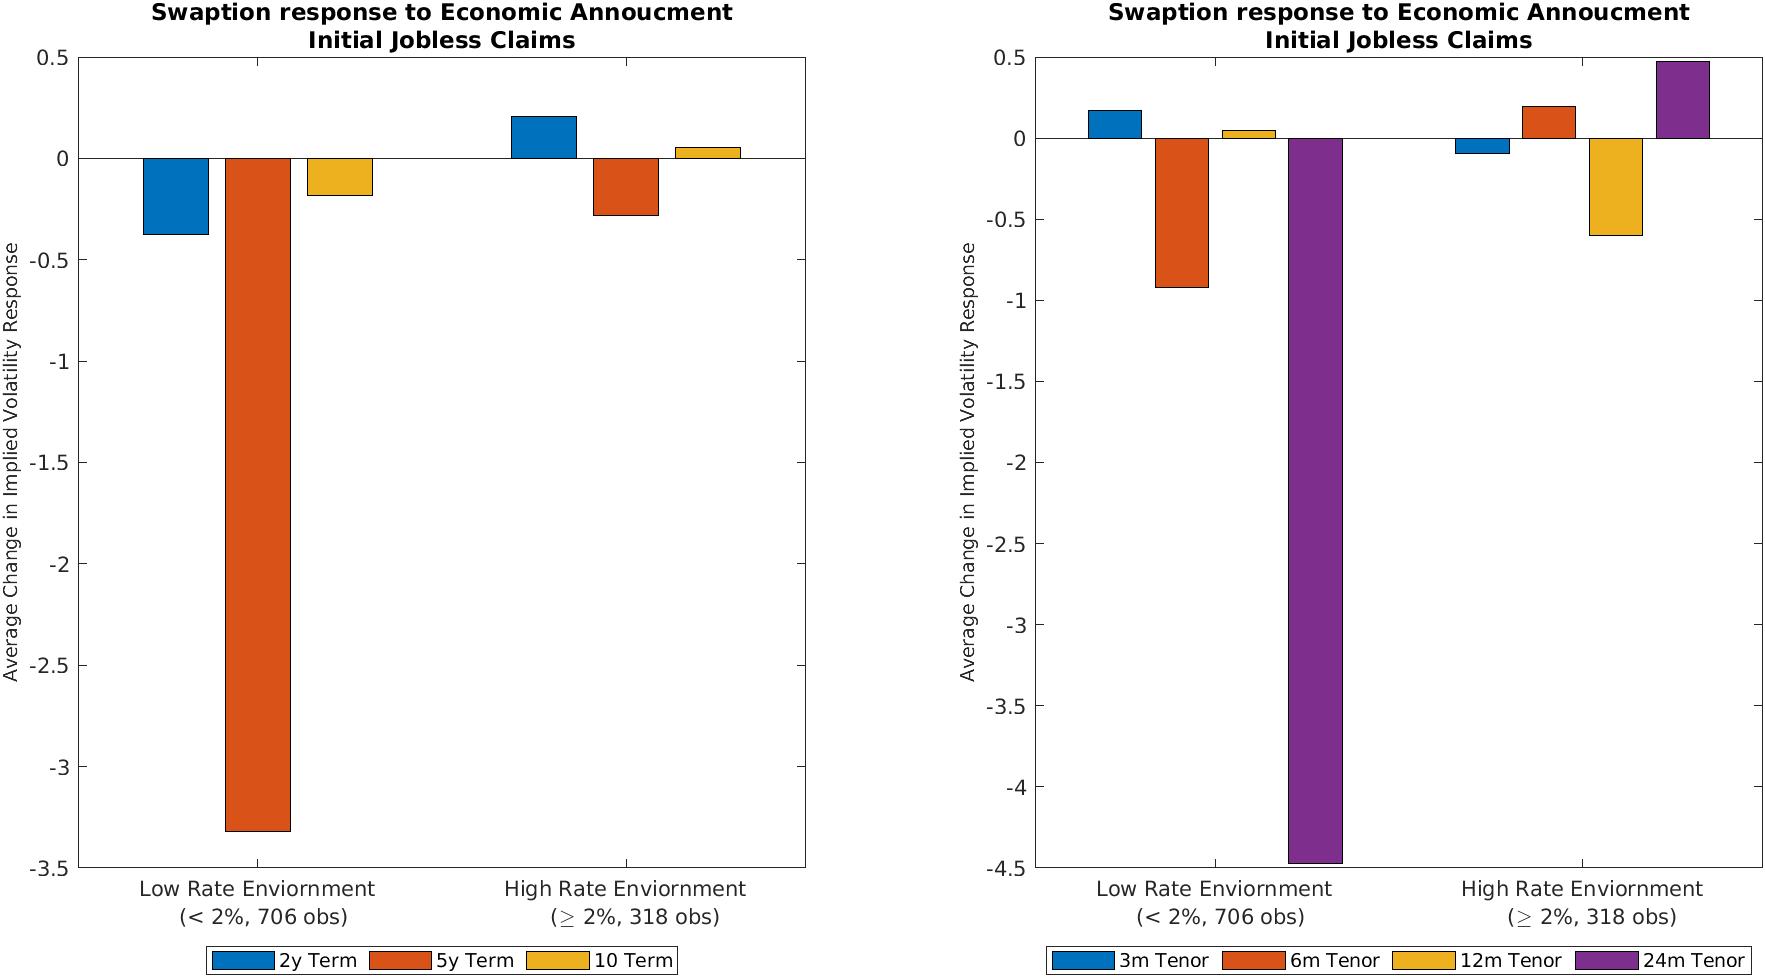 Swaption response to Economic Annoucment
Initial Jobless Claims
Average Change in Implied Volatility Response
0.5
0
-0.5
-1
-1.5
-2
-2.5
-3
-3.5
Low Rate Enviornment
(< 2%, 706 obs)
High Rate Enviornment
(≥ 2%, 318 obs)
2y Term
5y Term
10 Term
Swaption response to Economic Annoucment
Initial Jobless Claims
Average Change in Implied Volatility Response
0.5
0
-0.5
-1
-1.5
-2
-2.5
-3
-3.5
-4
-4.5
Low Rate Enviornment
(< 2%, 706 obs)
High Rate Enviornment
(≥ 2%, 318 obs)
3m Tenor
6m Tenor
12m Tenor
24m Tenor